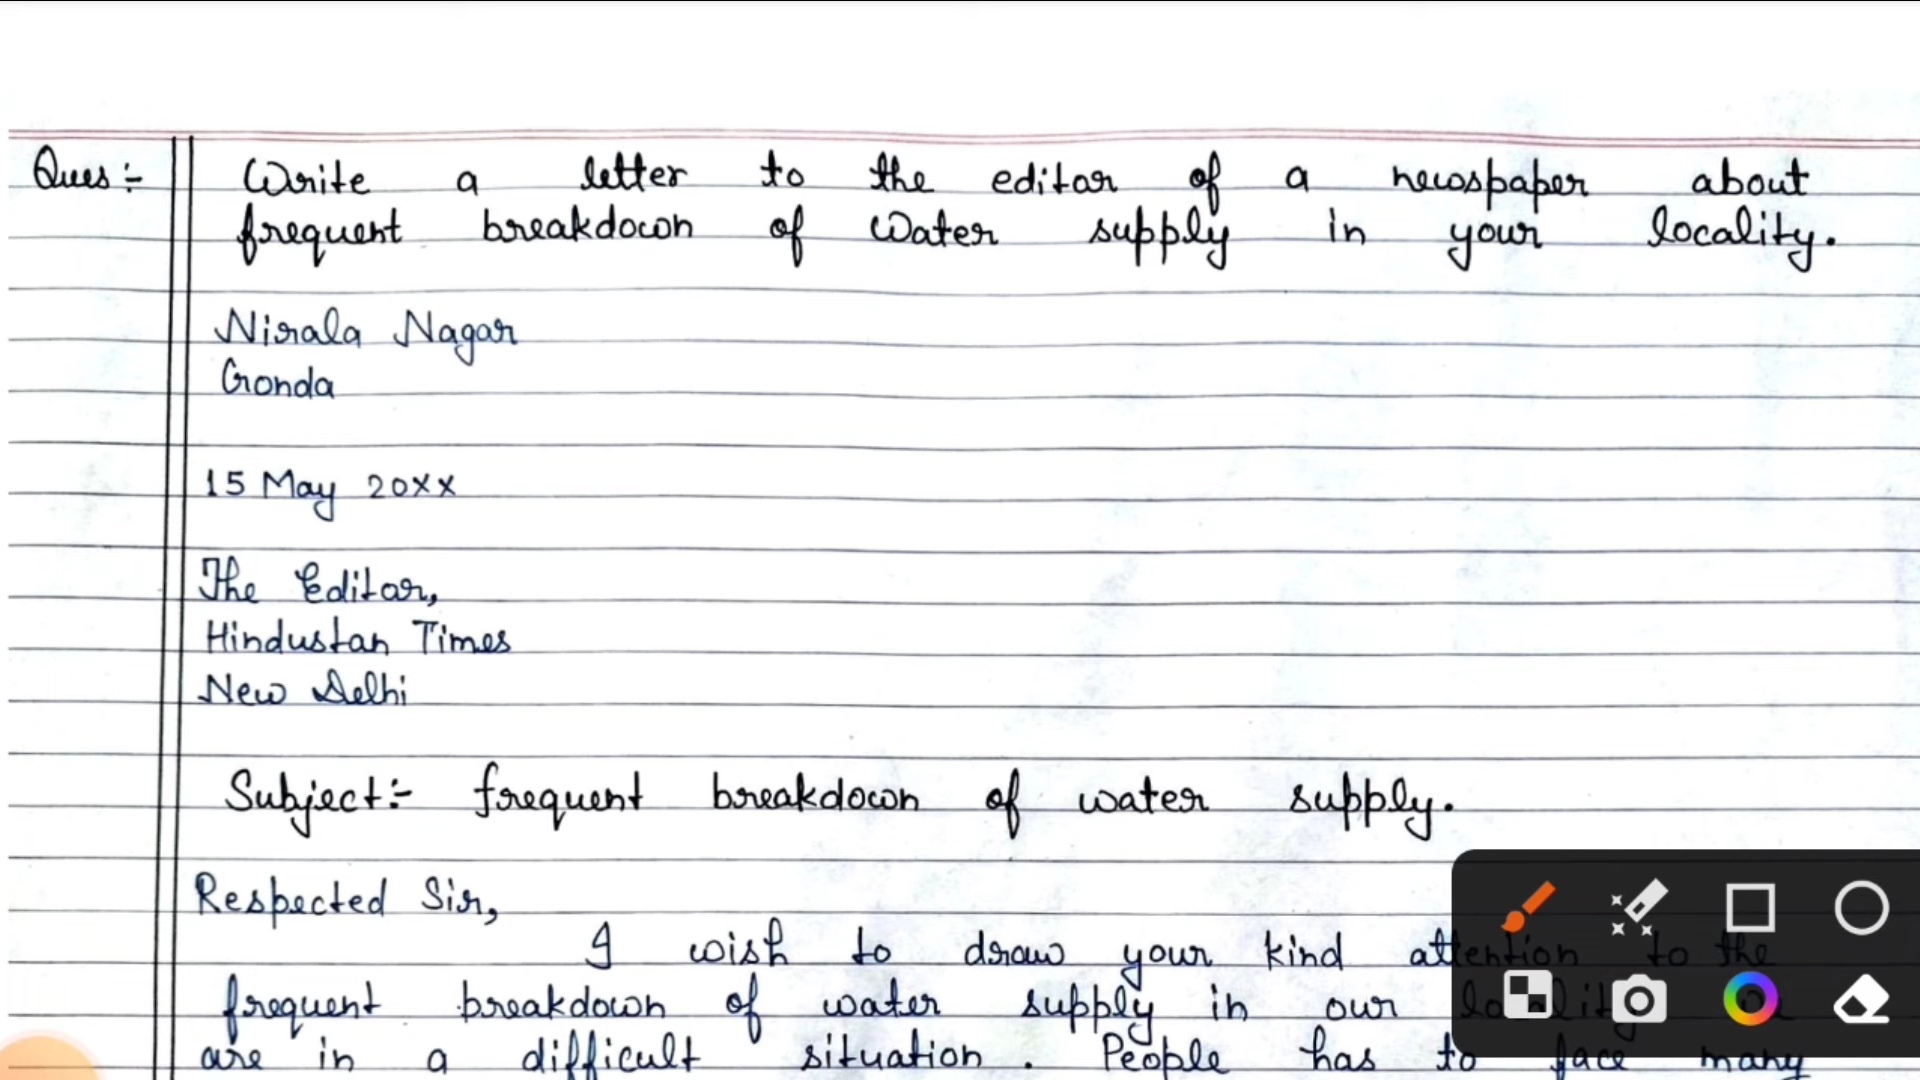 Ques:- Write a letter to the editor of a newspaper about
frequent breakdown of Water supply in your locality.
Nirala Nagar
Gonda
15 May 20xx
The Editor,
Hindustan Times
New Delhi
Subject:- frequent breakdown of water supply.
Respected Sir,
I wish to draw your kind attention to the
frequent breakdown of water supply in our locality
are in a difficult situation. People has to face many